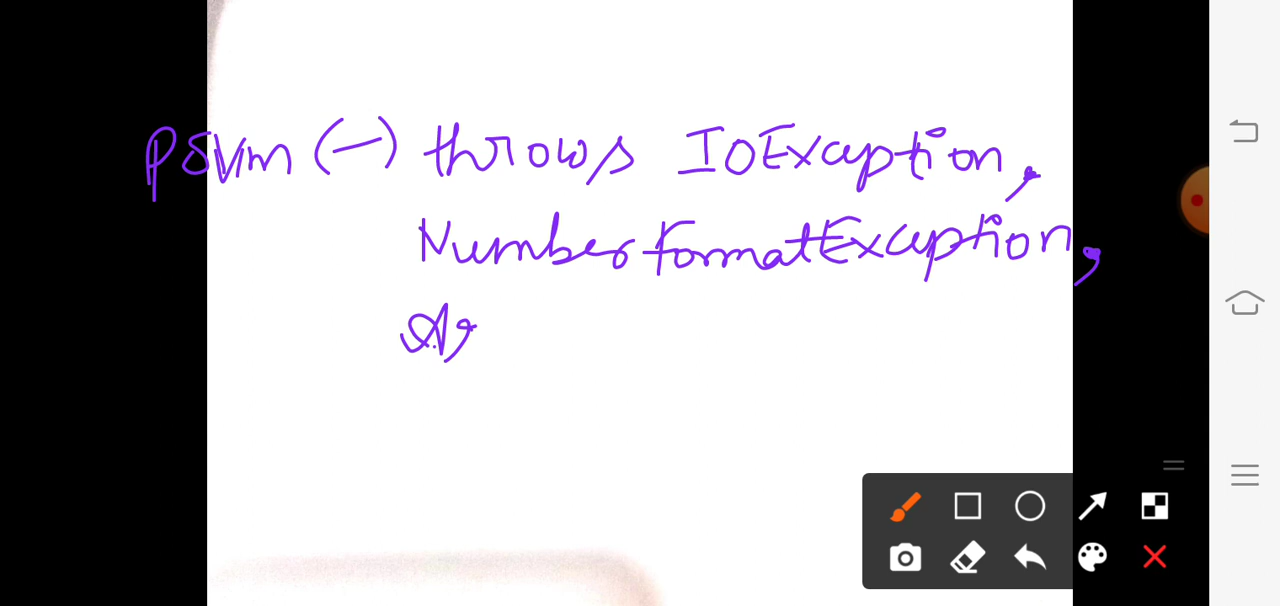 psvm (-) throws IOException,
NumberFormatException,